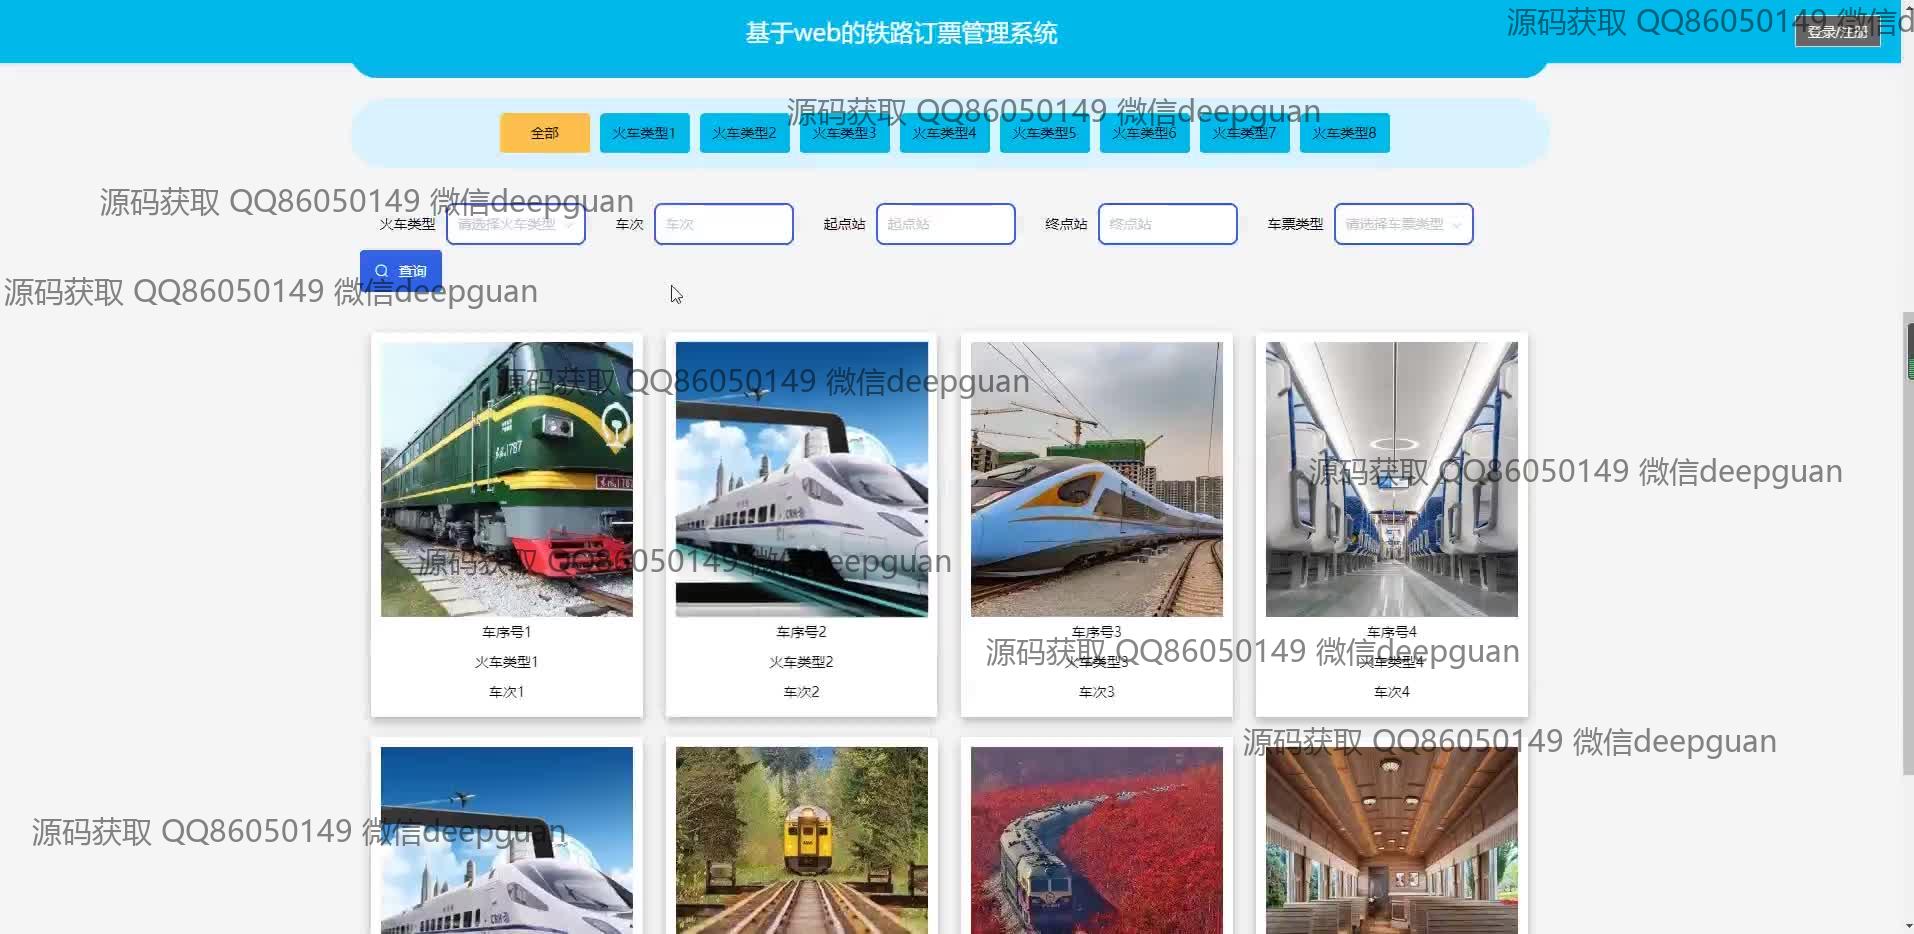 基于web的铁路订票管理系统
源码获取 QQ86050149 微信d
登录/注册
源码获取 QQ86050149 微信deepguan
全部
火车类型1
火车类型2
火车类型3
火车类型4
火车类型5
火车类型6
火车类型7
火车类型8
源码获取 QQ86050149 微信deepguan
火车类型
请选择火车类型
车次
车次
起点站
起点站
终点站
终点站
车票类型
请选择车票类型
查询
源码获取 QQ86050149 微信deepguan
源码获取 QQ86050149 微信deepguan
1787
源码获取 QQ86050149 微信deepguan
源码获取 QQ86050149 微信deepguan
车序号1
车序号2
车序号3
车序号4
源码获取 QQ86050149 微信deepguan
火车类型1
火车类型2
火车类型3
火车类型4
车次1
车次2
车次3
车次4
源码获取 QQ86050149 微信deepguan
源码获取 QQ86050149 微信deepguan